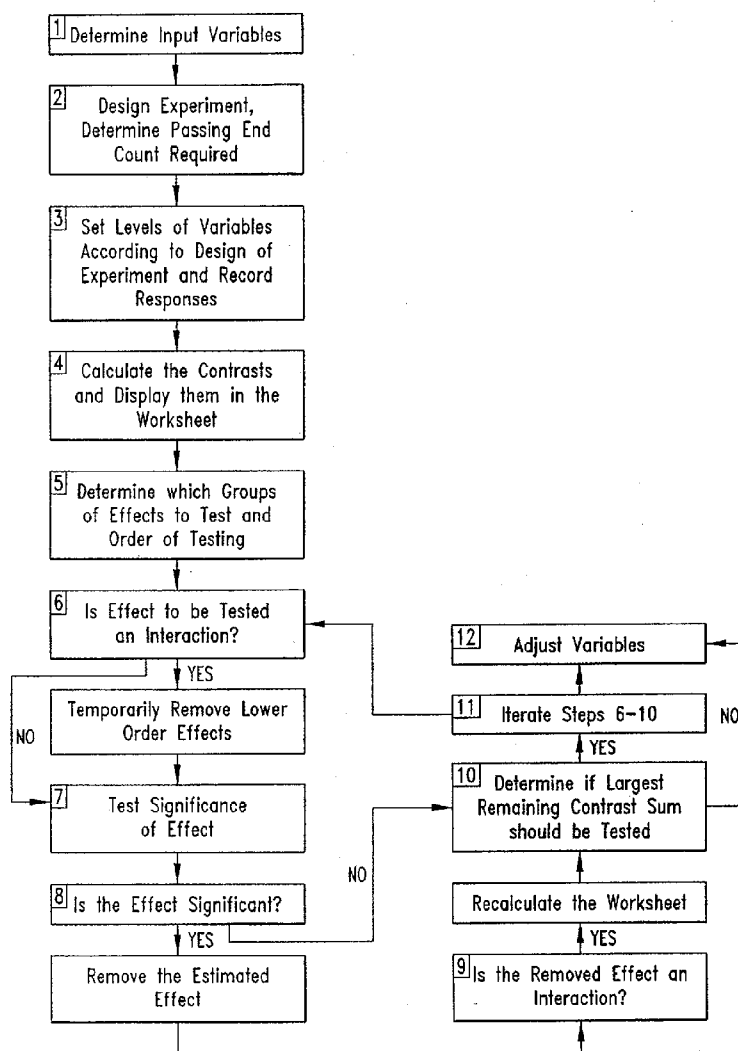 1 Determine Input Variables
2 Design Experiment,
Determine Passing End
Count Required
3 Set Levels of Variables
According to Design of
Experiment and Record
Responses
4 Calculate the Contrasts
and Display them in the
Worksheet
5 Determine which Groups
of Effects to Test and
Order of Testing
6 Is Effect to be Tested
an Interaction?
YES
NO
Temporarily Remove Lower
Order Effects
7 Test Significance
of Effect
8 Is the Effect Significant?
YES
NO
Remove the Estimated
Effect
12 Adjust Variables
11 Iterate Steps 6-10
NO
YES
10 Determine if Largest
Remaining Contrast Sum
should be Tested
Recalculate the Worksheet
YES
9 Is the Removed Effect an
Interaction?